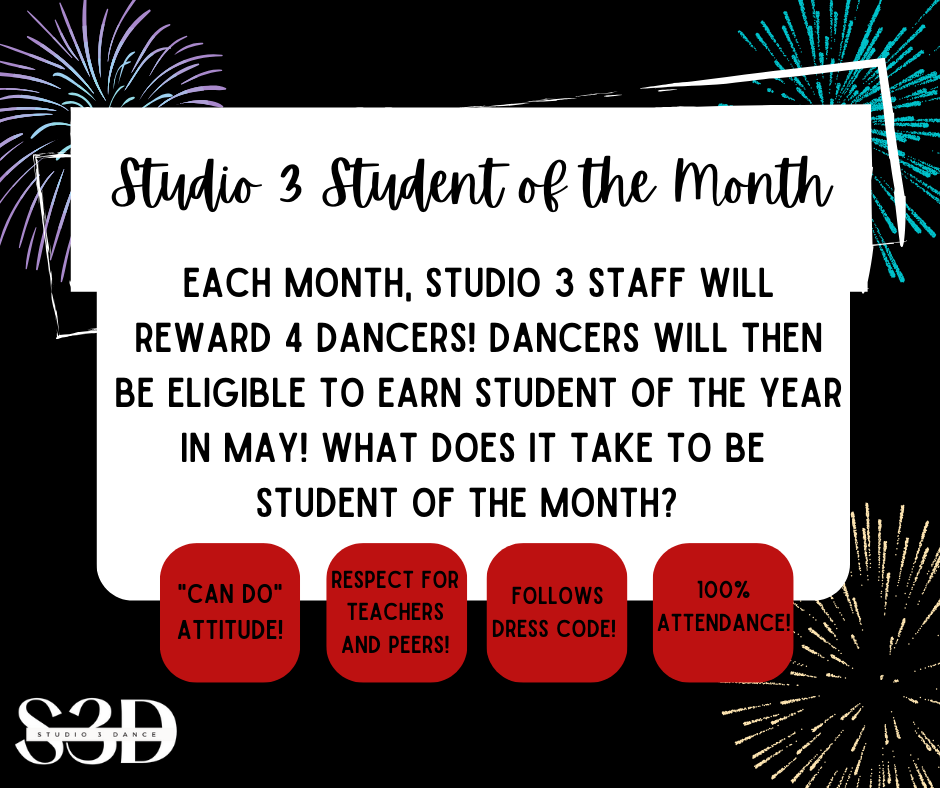 Studio 3 Student of the Month
EACH MONTH, STUDIO 3 STAFF WILL
REWARD 4 DANCERS! DANCERS WILL THEN
BE ELIGIBLE TO EARN STUDENT OF THE YEAR
IN MAY! WHAT DOES IT TAKE TO BE
STUDENT OF THE MONTH?
"CAN DO"
ATTITUDE!
RESPECT FOR
TEACHERS
AND PEERS!
FOLLOWS
DRESS CODE!
100%
ATTENDANCE!
S3D
STUDIO 3 DANCE